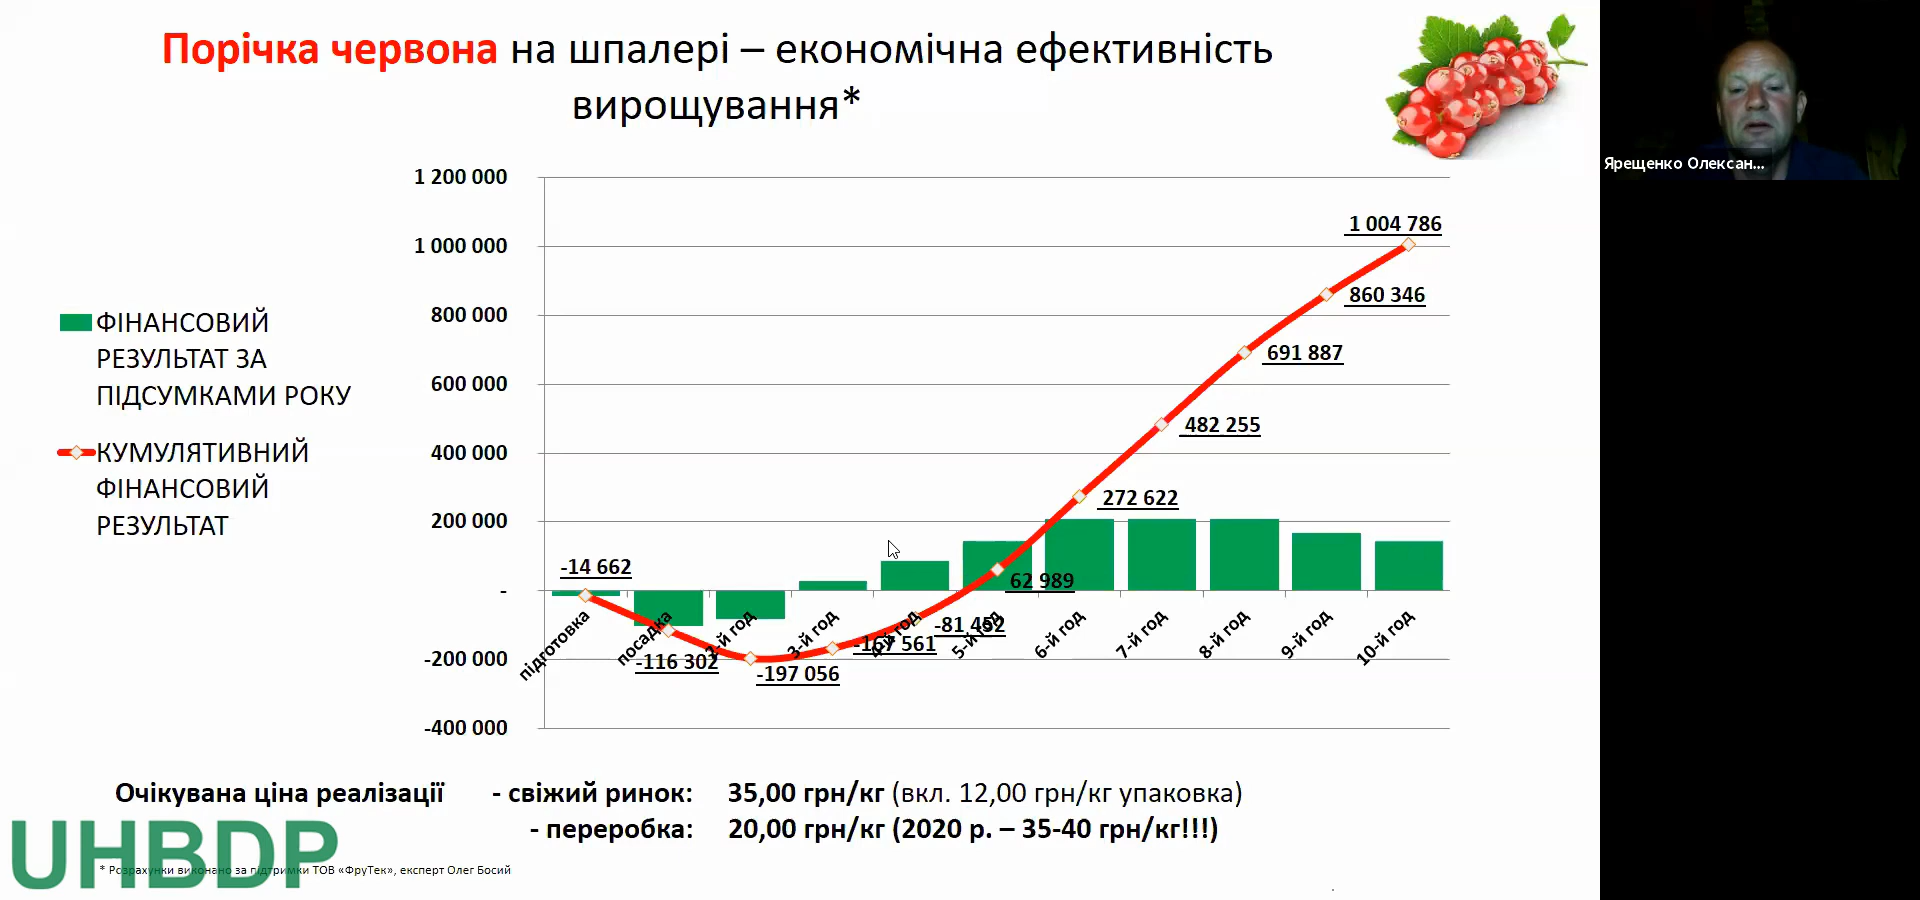 Порічка червона на шпалері – економічна ефективність
вирощування*
Ярещенко Олексан...
1 200 000
1 000 000
800 000
600 000
400 000
200 000
-
-200 000
-400 000
ФІНАНСОВИЙ
РЕЗУЛЬТАТ ЗА
ПІДСУМКАМИ РОКУ
КУМУЛЯТИВНИЙ
ФІНАНСОВИЙ
РЕЗУЛЬТАТ
-14 662
-116 302
-197 056
-167 561
-81 452
62 989
272 622
482 255
691 887
860 346
1 004 786
підготовка
посадка
2-й год
3-й год
4-й год
5-й год
6-й год
7-й год
8-й год
9-й год
10-й год
Очікувана ціна реалізації - свіжий ринок: 35,00 грн/кг (вкл. 12,00 грн/кг упаковка)
- переробка: 20,00 грн/кг (2020 р. – 35-40 грн/кг!!!)
UHBDP
* Розрахунки виконано за підтримки ТОВ «ФруТек», експерт Олег Босий